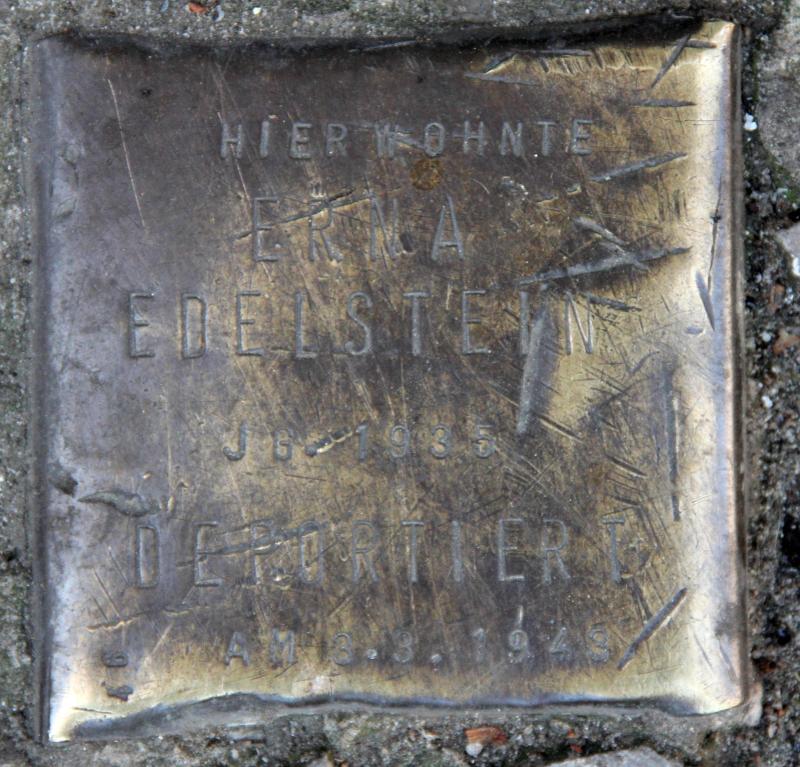 HIER WOHNTE
ERNA
EDELSTEIN
JG. 1935
DEPORTIERT
AM 3.3.1943